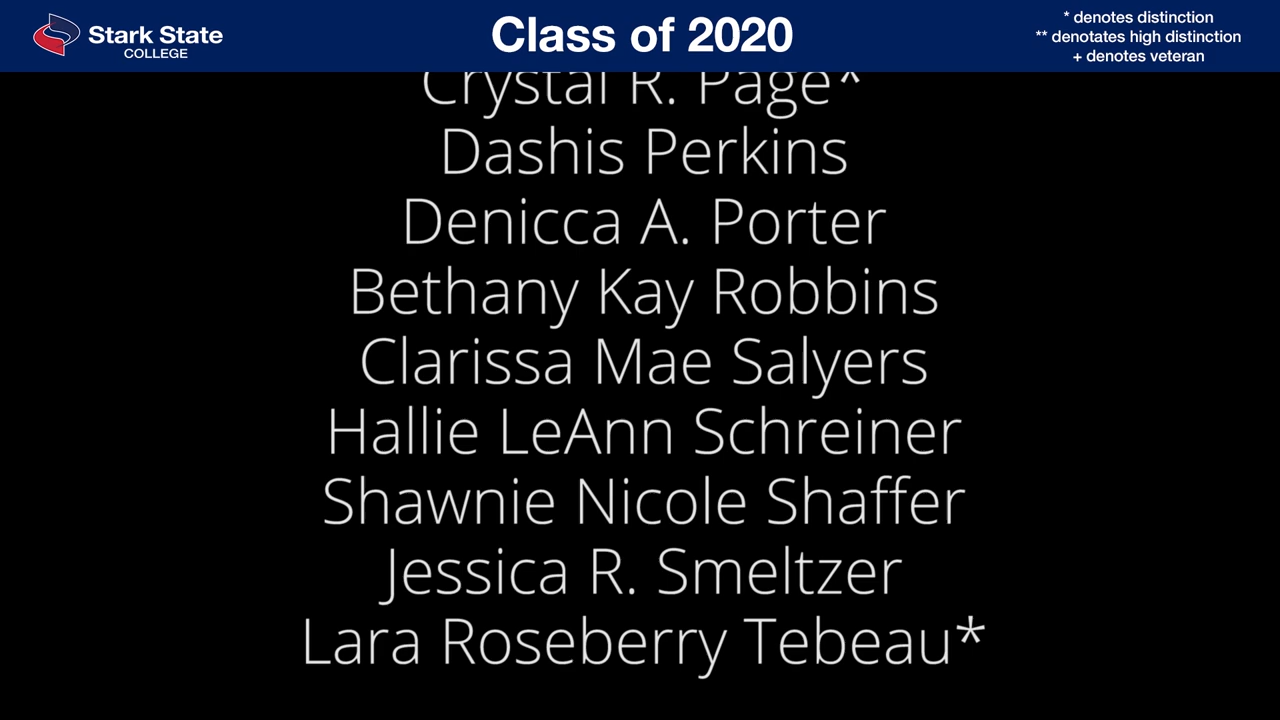 Stark State
COLLEGE
Class of 2020
* denotes distinction
** denotates high distinction
+ denotes veteran
Crystal R. Page*
Dashis Perkins
Denicca A. Porter
Bethany Kay Robbins
Clarissa Mae Salyers
Hallie LeAnn Schreiner
Shawnie Nicole Shaffer
Jessica R. Smeltzer
Lara Roseberry Tebeau*